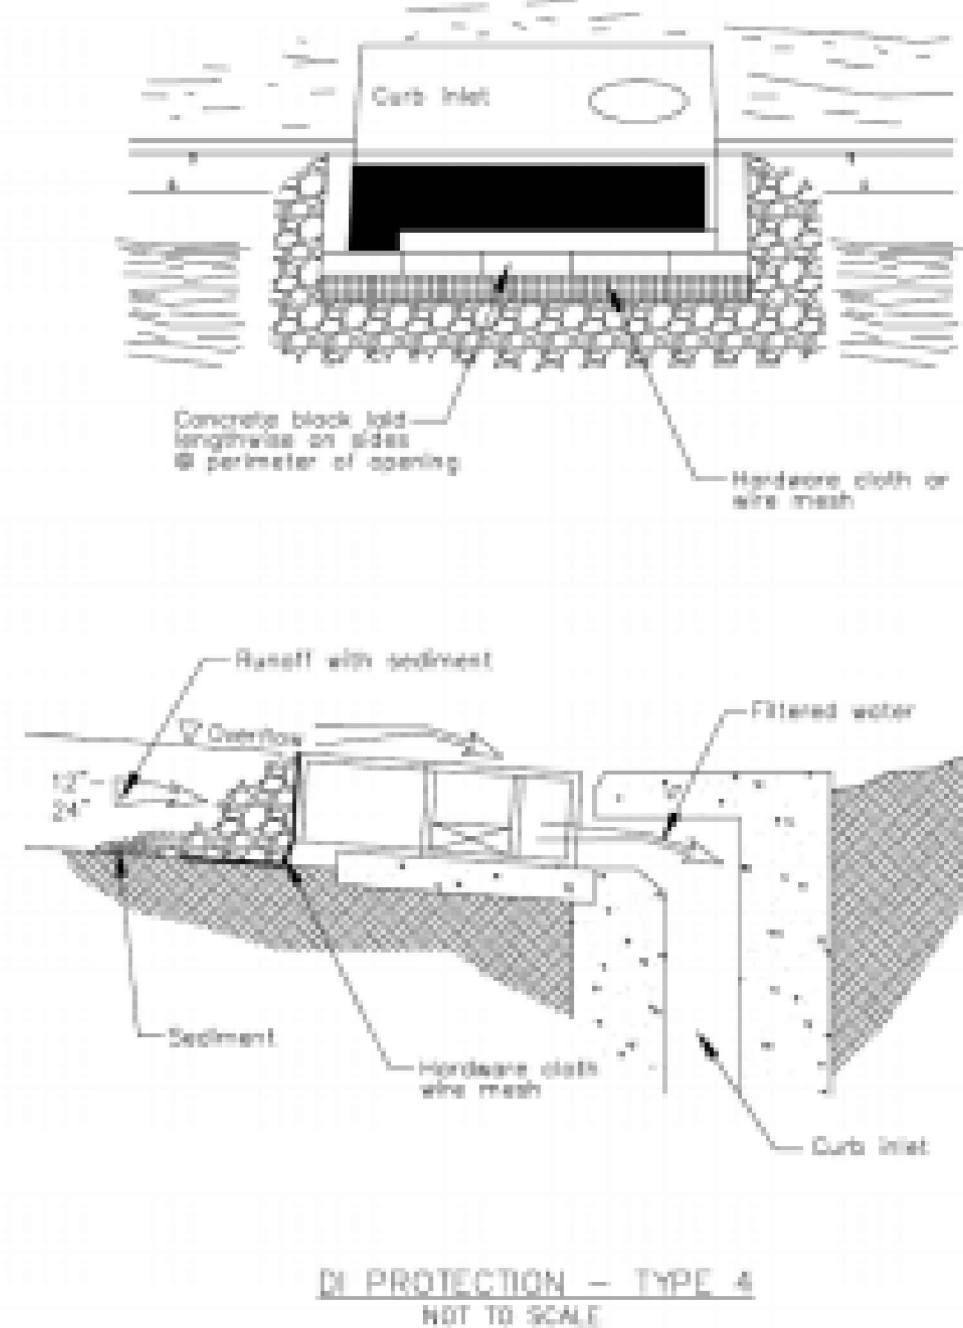 Curb Inlet
Concrete block laid
lengthwise on sides
@ perimeter of opening
Hardware cloth or
wire mesh
Runoff with sediment
Filtered water
Overflow
12"-
24"
Sediment
Hardware cloth
wire mesh
Curb inlet
DI PROTECTION - TYPE 4
NOT TO SCALE